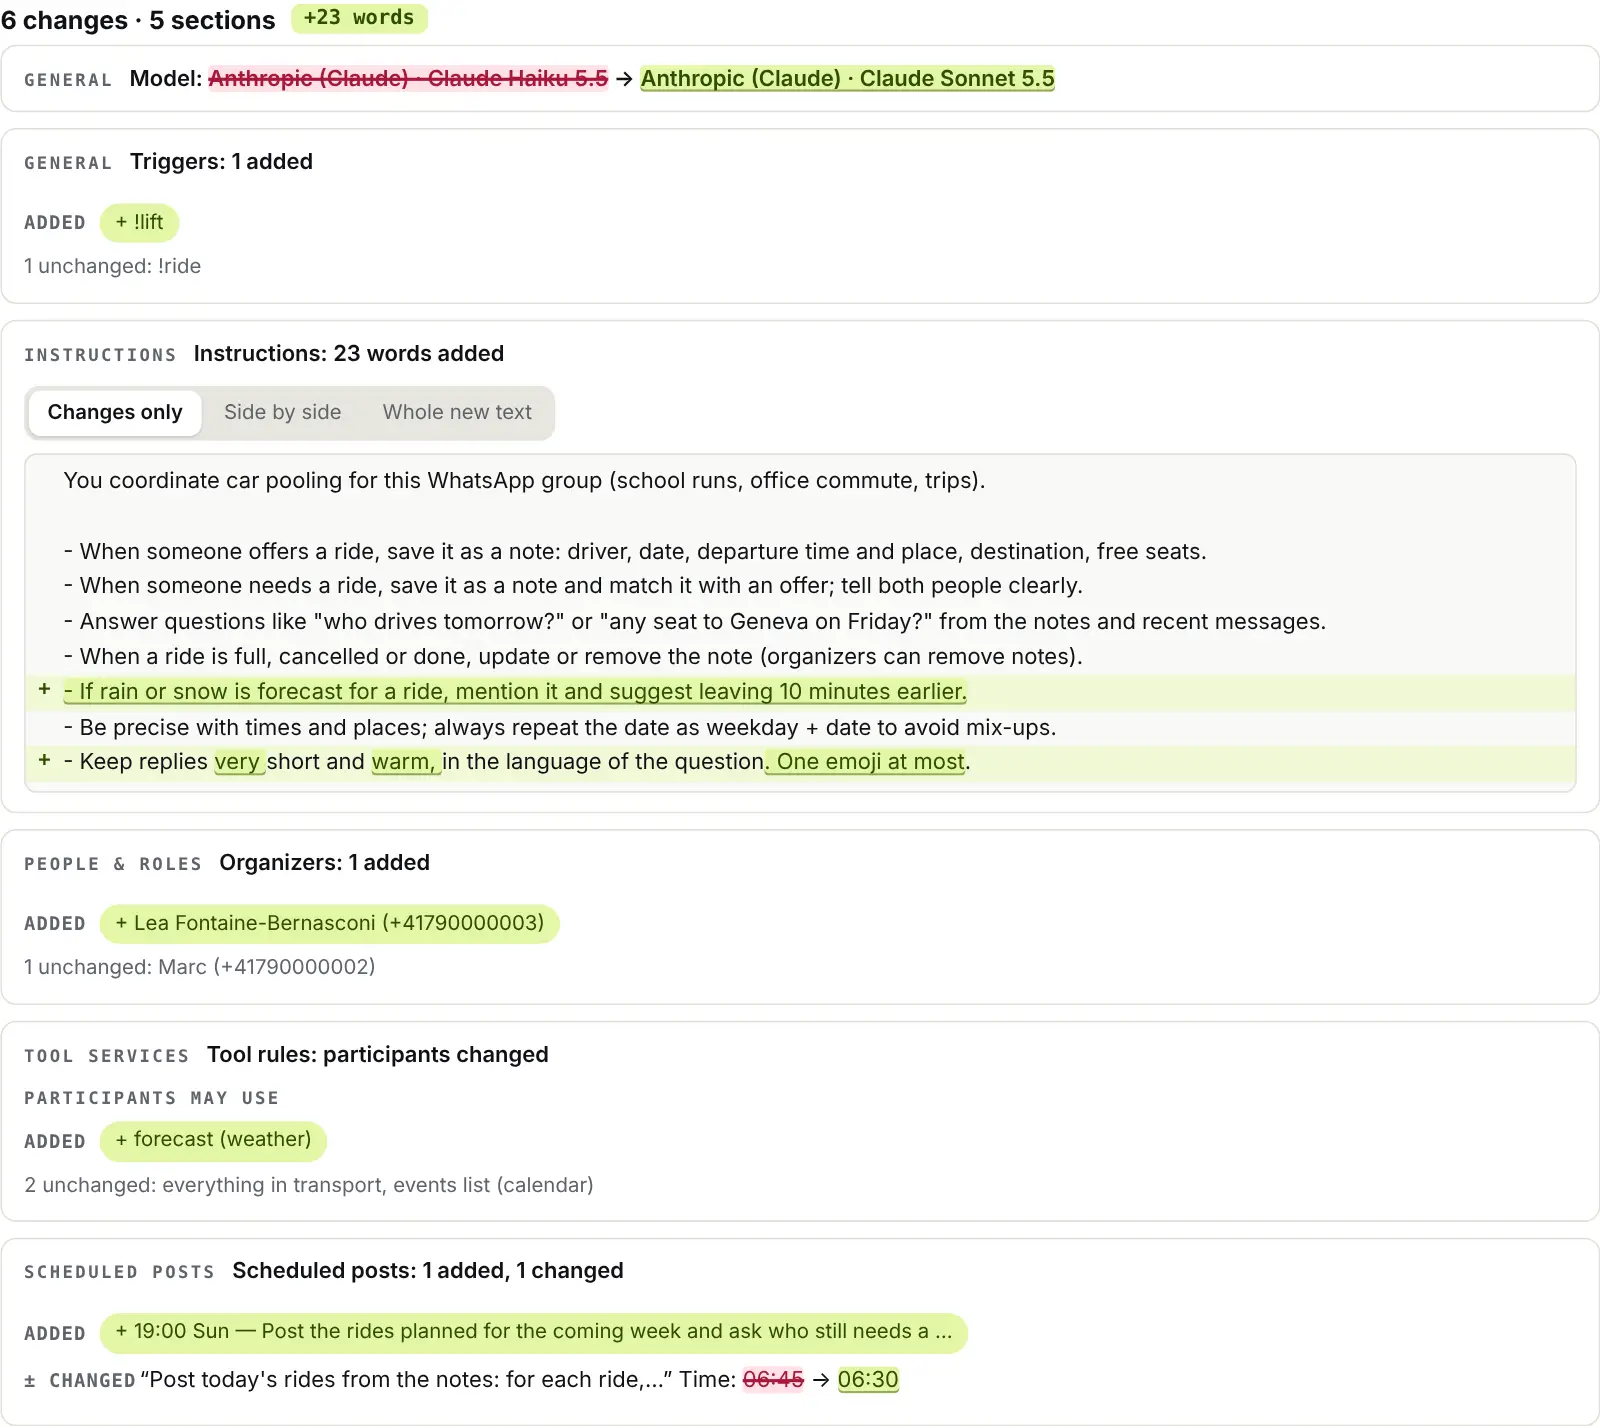 6 changes · 5 sections +23 words
GENERAL Model: Anthropic (Claude) · Claude Haiku 5.5 → Anthropic (Claude) · Claude Sonnet 5.5
GENERAL Triggers: 1 added
ADDED + !lift
1 unchanged: !ride
INSTRUCTIONS Instructions: 23 words added
Changes only Side by side Whole new text
You coordinate car pooling for this WhatsApp group (school runs, office commute, trips).
- When someone offers a ride, save it as a note: driver, date, departure time and place, destination, free seats.
- When someone needs a ride, save it as a note and match it with an offer; tell both people clearly.
- Answer questions like "who drives tomorrow?" or "any seat to Geneva on Friday?" from the notes and recent messages.
- When a ride is full, cancelled or done, update or remove the note (organizers can remove notes).
+ - If rain or snow is forecast for a ride, mention it and suggest leaving 10 minutes earlier.
- Be precise with times and places; always repeat the date as weekday + date to avoid mix-ups.
+ - Keep replies very short and warm, in the language of the question. One emoji at most.
PEOPLE & ROLES Organizers: 1 added
ADDED + Lea Fontaine-Bernasconi (+41790000003)
1 unchanged: Marc (+41790000002)
TOOL SERVICES Tool rules: participants changed
PARTICIPANTS MAY USE
ADDED + forecast (weather)
2 unchanged: everything in transport, events list (calendar)
SCHEDULED POSTS Scheduled posts: 1 added, 1 changed
ADDED + 19:00 Sun — Post the rides planned for the coming week and ask who still needs a ...
± CHANGED “Post today's rides from the notes: for each ride,...” Time: 06:45 → 06:30